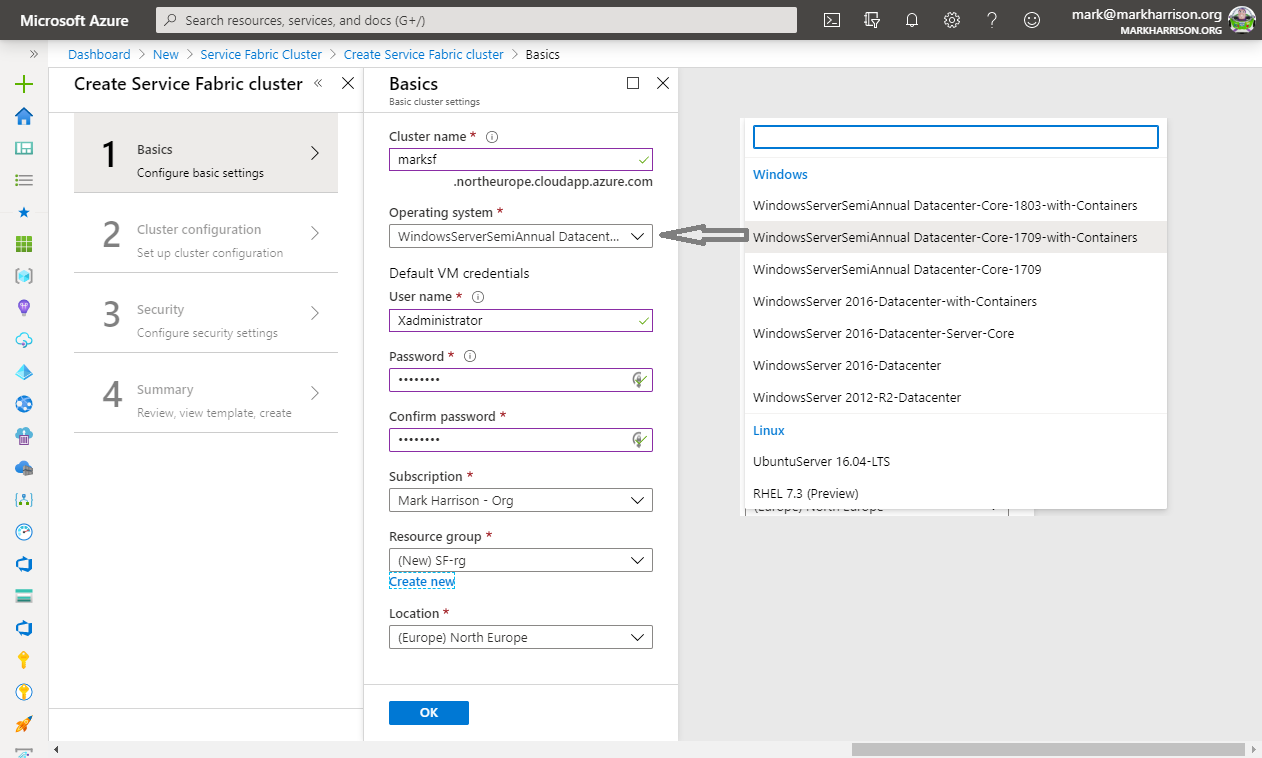 Microsoft Azure
Search resources, services, and docs (G+/)
mark@markharrison.org
MARKHARRISON.ORG
Dashboard > New > Service Fabric Cluster > Create Service Fabric cluster > Basics
Create Service Fabric cluster
1
Basics
Configure basic settings
2
Cluster configuration
Set up cluster configuration
3
Security
Configure security settings
4
Summary
Review, view template, create
Basics
Basic cluster settings
Cluster name *
marksf
.northeurope.cloudapp.azure.com
Operating system *
WindowsServerSemiAnnual Datacent...
Default VM credentials
User name *
Xadministrator
Password *
••••••••
Confirm password *
••••••••
Subscription *
Mark Harrison - Org
Resource group *
(New) SF-rg
Create new
Location *
(Europe) North Europe
OK
Windows
WindowsServerSemiAnnual Datacenter-Core-1803-with-Containers
WindowsServerSemiAnnual Datacenter-Core-1709-with-Containers
WindowsServerSemiAnnual Datacenter-Core-1709
WindowsServer 2016-Datacenter-with-Containers
WindowsServer 2016-Datacenter-Server-Core
WindowsServer 2016-Datacenter
WindowsServer 2012-R2-Datacenter
Linux
UbuntuServer 16.04-LTS
RHEL 7.3 (Preview)
(Europe) North Europe